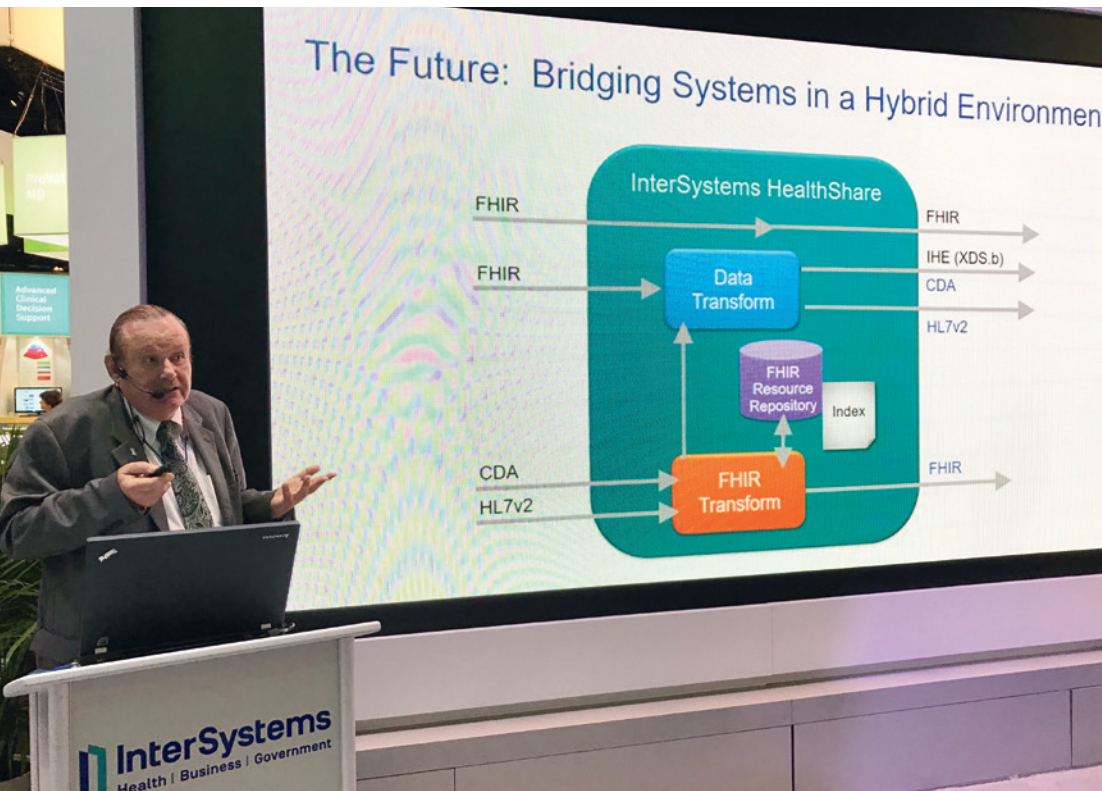 The Future: Bridging Systems in a Hybrid Environmen
InterSystems HealthShare
FHIR
FHIR
FHIR
Data
Transform
IHE (XDS.b)
CDA
HL7v2
FHIR
Resource
Repository
Index
CDA
HL7v2
FHIR
Transform
FHIR
Advanced
Clinical
Decision
Support
InterSystems
Health | Business | Government